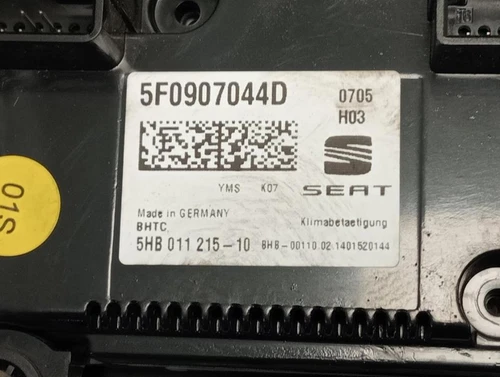 5F0907044D 0705
H03
YMS K07 SEAT
Made in GERMANY Klimabetaetigung
BHTC
5HB 011 215-10 BHB-00110.02.1401520144
01S